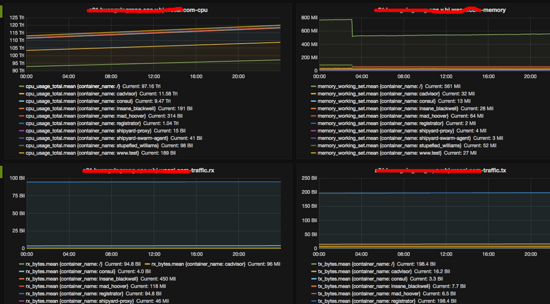 com-cpu
125 Tri
120 Tri
115 Tri
110 Tri
105 Tri
100 Tri
95 Tri
90 Tri
00:00 04:00 08:00 12:00 16:00 20:00
cpu_usage_total.mean {container_name: /} Current: 97.16 Tri
cpu_usage_total.mean {container_name: cadvisor} Current: 11.58 Tri
cpu_usage_total.mean {container_name: consul} Current: 9.47 Tri
cpu_usage_total.mean {container_name: insane_blackwell} Current: 191 Bil
cpu_usage_total.mean {container_name: mad_hoover} Current: 314 Bil
cpu_usage_total.mean {container_name: registrator} Current: 1.04 Tri
cpu_usage_total.mean {container_name: shipyard-proxy} Current: 15 Bil
cpu_usage_total.mean {container_name: shipyard-swarm-agent} Current: 41 Bil
cpu_usage_total.mean {container_name: stupefied_williams} Current: 98 Bil
cpu_usage_total.mean {container_name: www.test} Current: 189 Bil
-memory
800 Mil
600 Mil
400 Mil
200 Mil
0
00:00 04:00 08:00 12:00 16:00 20:00
memory_working_set.mean {container_name: /} Current: 561 Mil
memory_working_set.mean {container_name: cadvisor} Current: 32 Mil
memory_working_set.mean {container_name: consul} Current: 13 Mil
memory_working_set.mean {container_name: insane_blackwell} Current: 28 Mil
memory_working_set.mean {container_name: mad_hoover} Current: 64 Mil
memory_working_set.mean {container_name: registrator} Current: 2 Mil
memory_working_set.mean {container_name: shipyard-proxy} Current: 4 Mil
memory_working_set.mean {container_name: shipyard-swarm-agent} Current: 3 Mil
memory_working_set.mean {container_name: stupefied_williams} Current: 52 Mil
memory_working_set.mean {container_name: www.test} Current: 27 Mil
-traffic.rx
100 Bil
75 Bil
50 Bil
25 Bil
0
00:00 04:00 08:00 12:00 16:00 20:00
rx_bytes.mean {container_name: /} Current: 94.8 Bil rx_bytes.mean {container_name: cadvisor} Current: 96 Mil
rx_bytes.mean {container_name: consul} Current: 4.0 Bil
rx_bytes.mean {container_name: insane_blackwell} Current: 450 Mil
rx_bytes.mean {container_name: mad_hoover} Current: 118 Mil
rx_bytes.mean {container_name: registrator} Current: 94.8 Bil
rx_bytes.mean {container_name: shipyard-proxy} Current: 46 Mil
-traffic.tx
250 Bil
200 Bil
150 Bil
100 Bil
50 Bil
0
00:00 04:00 08:00 12:00 16:00 20:00
rx_bytes.mean {container_name: /} Current: 198.4 Bil
rx_bytes.mean {container_name: cadvisor} Current: 16.2 Bil
rx_bytes.mean {container_name: consul} Current: 3.3 Bil
rx_bytes.mean {container_name: insane_blackwell} Current: 7.7 Bil
rx_bytes.mean {container_name: mad_hoover} Current: 6.5 Bil
rx_bytes.mean {container_name: registrator} Current: 198.4 Bil